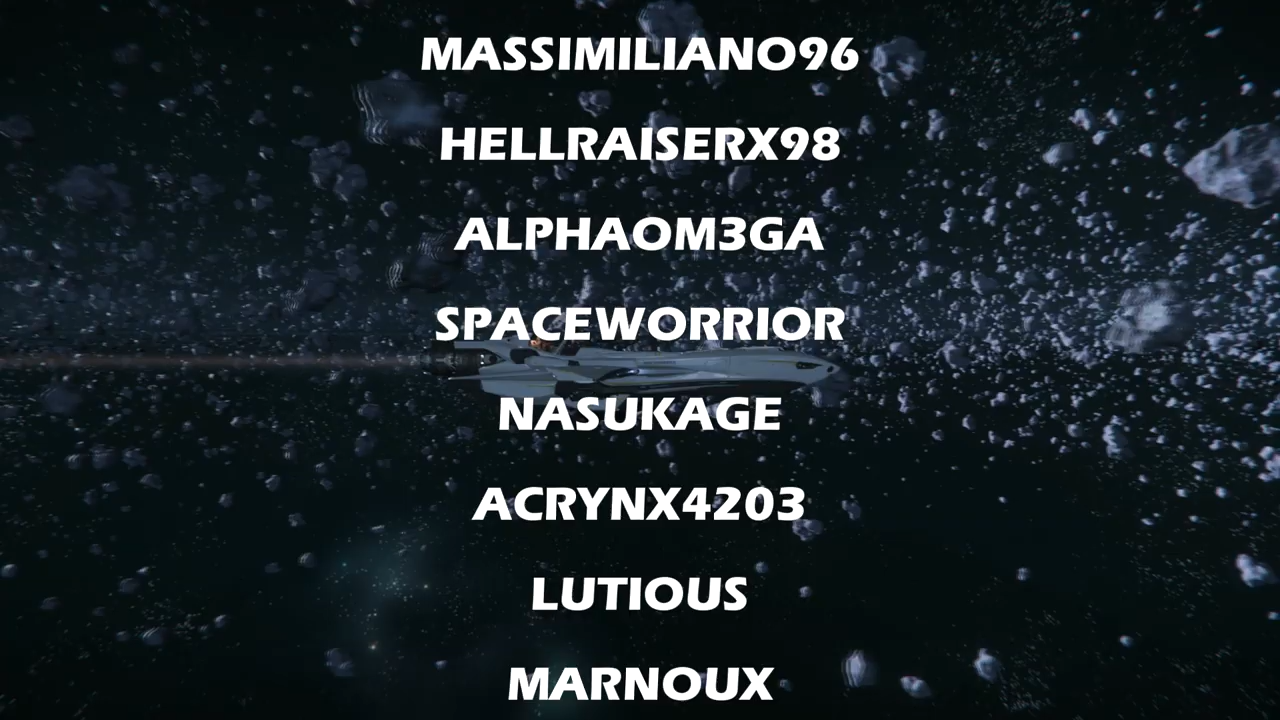 MASSIMILIANO96
HELLRAISERX98
ALPHAOM3GA
SPACEWORRIOR
NASUKAGE
ACRYNX4203
LUTIOUS
MARNOUX